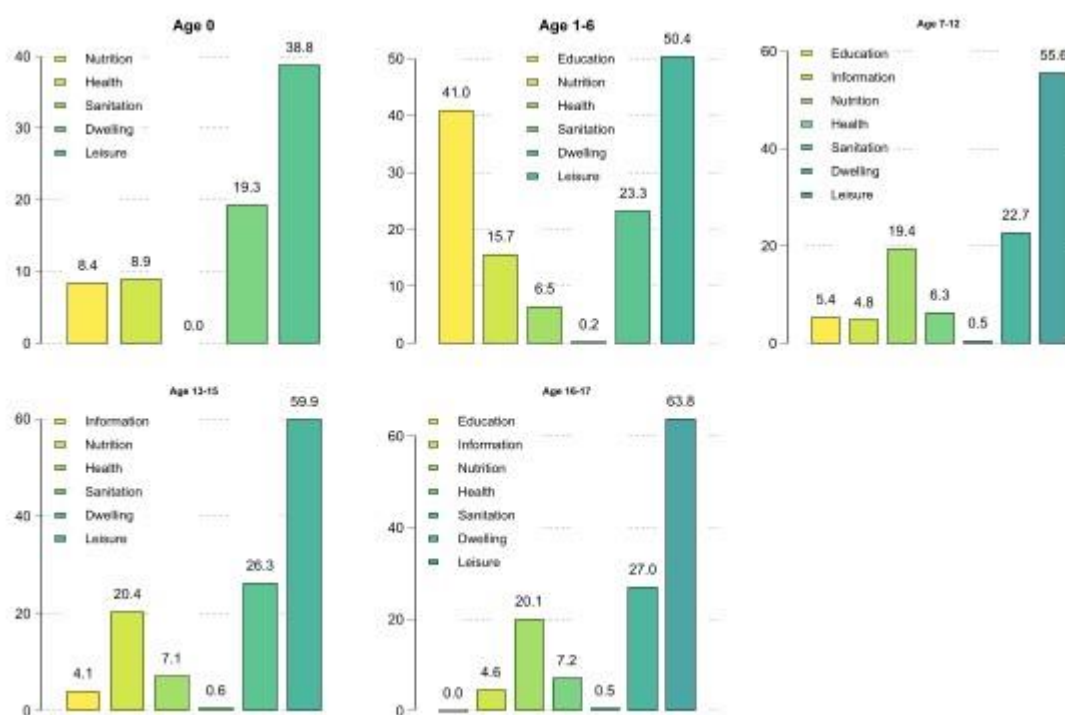 Age 0
40
30
20
10
0
Nutrition
Health
Sanitation
Dwelling
Leisure
8.4
8.9
0.0
19.3
38.8
Age 1-6
50
40
30
20
10
0
Education
Nutrition
Health
Sanitation
Dwelling
Leisure
41.0
15.7
6.5
0.2
23.3
50.4
Age 7-12
60
40
20
0
Education
Information
Nutrition
Health
Sanitation
Dwelling
Leisure
5.4
4.8
19.4
6.3
0.5
22.7
55.6
Age 13-15
60
40
20
0
Information
Nutrition
Health
Sanitation
Dwelling
Leisure
4.1
20.4
7.1
0.6
26.3
59.9
Age 16-17
60
40
20
0
Education
Information
Nutrition
Health
Sanitation
Dwelling
Leisure
0.0
4.6
20.1
7.2
0.5
27.0
63.8